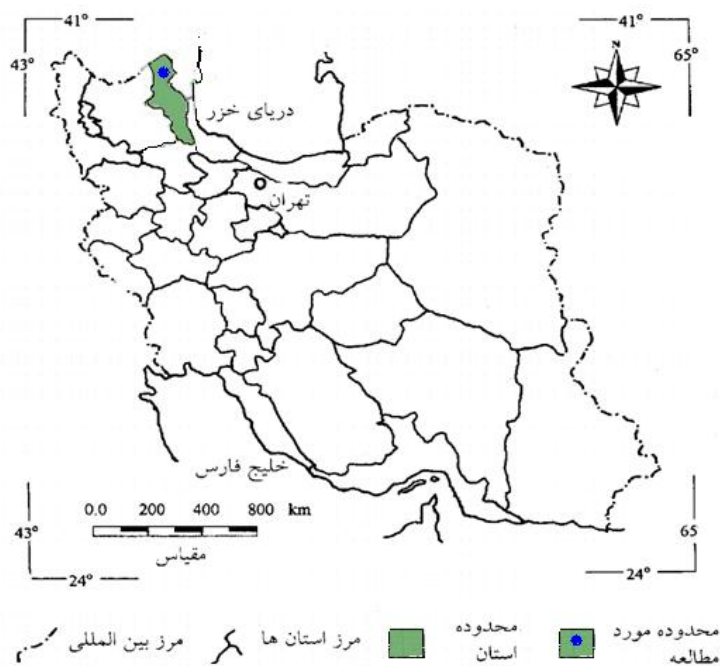 41° 41°
43° N 65°
دریای خزر
تهران
خلیج فارس
0.0 200 400 600 800 km
مقیاس
43° 65
24° 24°
مرز بین المللی مرز استان ها محدوده استان محدوده مورد مطالعه